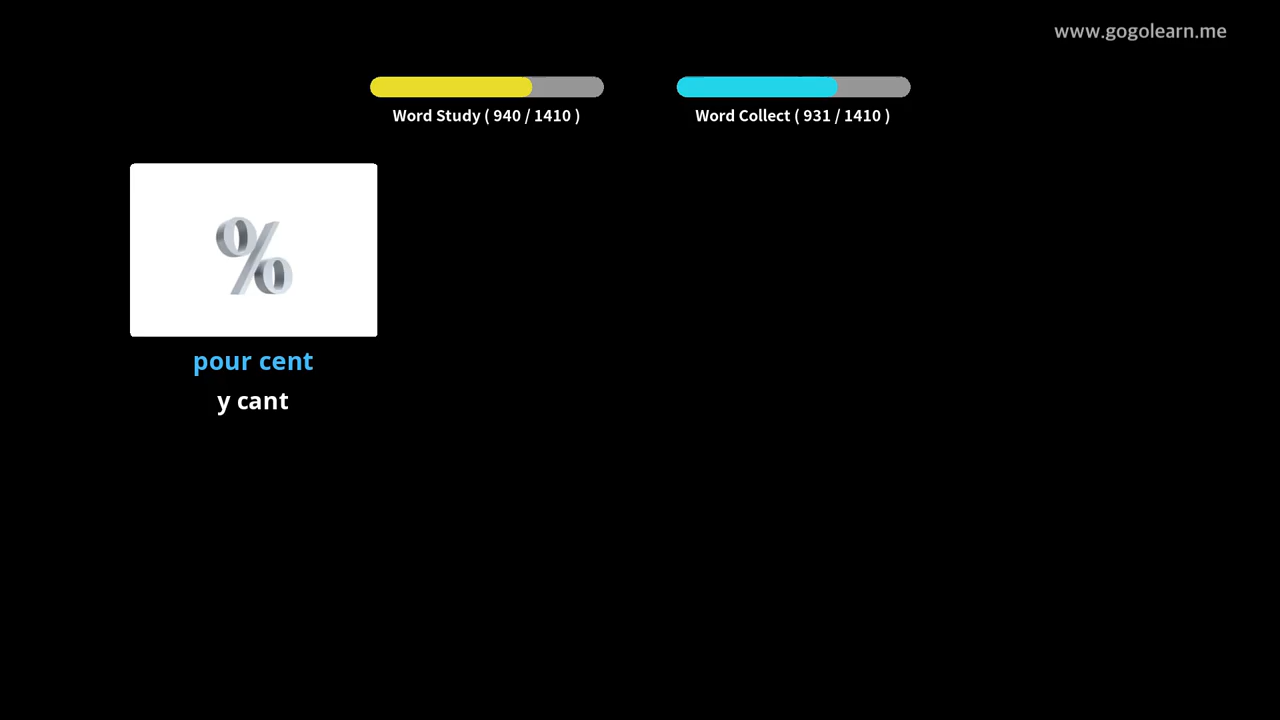 www.gogolearn.me
Word Study ( 940 / 1410 )
Word Collect ( 931 / 1410 )
%
pour cent
y cant